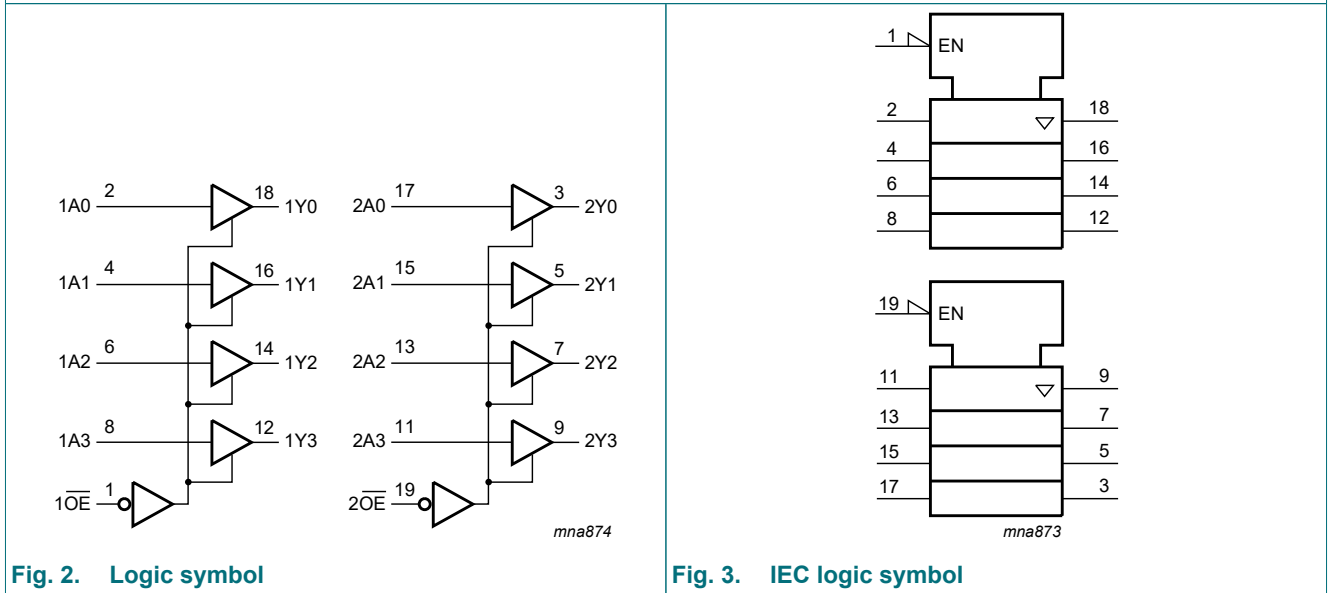 1A0 2 18 1Y0
1A1 4 16 1Y1
1A2 6 14 1Y2
1A3 8 12 1Y3
1O̅E̅ 1
2A0 17 3 2Y0
2A1 15 5 2Y1
2A2 13 7 2Y2
2A3 11 9 2Y3
2O̅E̅ 19
mna874
Fig. 2. Logic symbol
1 EN
2 18
4 16
6 14
8 12
19 EN
11 9
13 7
15 5
17 3
mna873
Fig. 3. IEC logic symbol